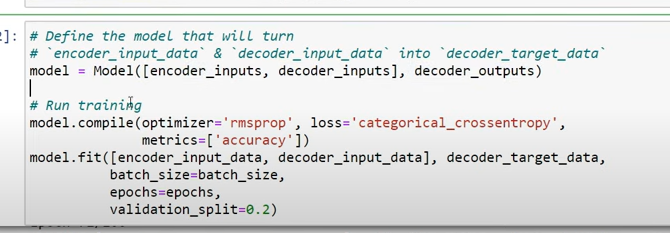 2]:
# Define the model that will turn
# `encoder_input_data` & `decoder_input_data` into `decoder_target_data`
model = Model([encoder_inputs, decoder_inputs], decoder_outputs)
# Run training
model.compile(optimizer='rmsprop', loss='categorical_crossentropy',
metrics=['accuracy'])
model.fit([encoder_input_data, decoder_input_data], decoder_target_data,
batch_size=batch_size,
epochs=epochs,
validation_split=0.2)